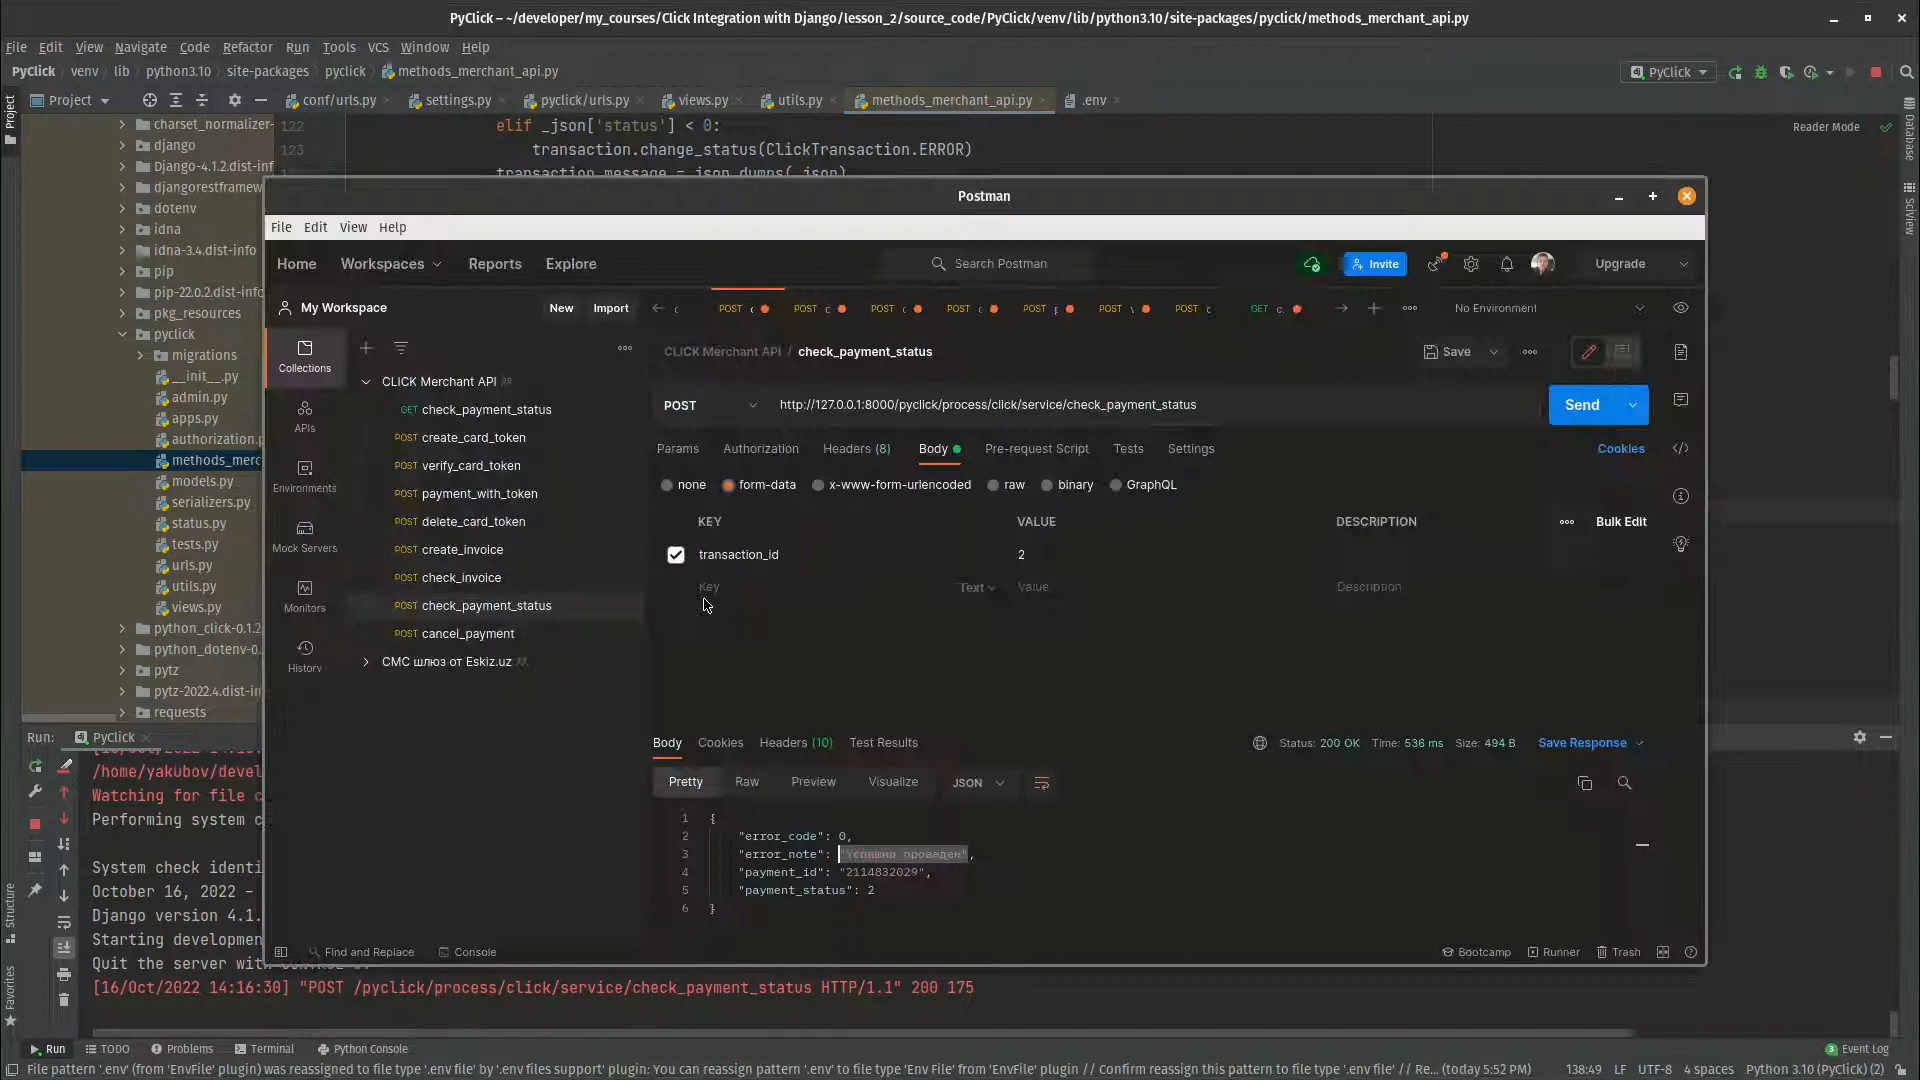 PyClick – ~/developer/my_courses/Click Integration with Django/lesson_2/source_code/PyClick/venv/lib/python3.10/site-packages/pyclick/methods_merchant_api.py
File Edit View Navigate Code Refactor Run Tools VCS Window Help
PyClick venv lib python3.10 site-packages pyclick methods_merchant_api.py
PyClick
Project
conf/urls.py settings.py pyclick/urls.py views.py utils.py methods_merchant_api.py .env
Project
charset_normalizer-
django
Django-4.1.2.dist-inf
djangorestframew
dotenv
idna
idna-3.4.dist-info
pip
pip-22.0.2.dist-info
pkg_resources
pyclick
migrations
__init__.py
admin.py
apps.py
authorization.p
methods_merc
models.py
serializers.py
status.py
tests.py
urls.py
utils.py
views.py
python_click-0.1.2
python_dotenv-0.
pytz
pytz-2022.4.dist-in
requests
122 elif _json['status'] < 0:
123 transaction.change_status(ClickTransaction.ERROR)
transaction.message = json.dumps(_json)
Reader Mode
Database
SciView
Postman
File Edit View Help
Home Workspaces Reports Explore
Search Postman
Invite
Upgrade
My Workspace
New Import
POST c POST c POST c POST c POST p POST v POST c GET c.
No Environment
Collections
APIs
Environments
Mock Servers
Monitors
History
CLICK Merchant API
GET check_payment_status
POST create_card_token
POST verify_card_token
POST payment_with_token
POST delete_card_token
POST create_invoice
POST check_invoice
POST check_payment_status
POST cancel_payment
СМС шлюз от Eskiz.uz
CLICK Merchant API / check_payment_status
Save
POST http://127.0.0.1:8000/pyclick/process/click/service/check_payment_status
Send
Params Authorization Headers (8) Body Pre-request Script Tests Settings
Cookies
none form-data x-www-form-urlencoded raw binary GraphQL
KEY VALUE DESCRIPTION
Bulk Edit
transaction_id 2
Key Text Value Description
Body Cookies Headers (10) Test Results
Status: 200 OK Time: 536 ms Size: 494 B
Save Response
Pretty Raw Preview Visualize JSON
1 {
2 "error_code": 0,
3 "error_note": "Успешно проведен",
4 "payment_id": "2114832029",
5 "payment_status": 2
6 }
Find and Replace Console
Bootcamp Runner Trash
Run: PyClick
/home/yakubov/devel
Watching for file c
Performing system c
System check identi
October 16, 2022 -
Django version 4.1.
Starting developmen
Quit the server with
[16/Oct/2022 14:16:30] "POST /pyclick/process/click/service/check_payment_status HTTP/1.1" 200 175
Structure
Favorites
Run TODO Problems Terminal Python Console
3 Event Log
File pattern '.env' (from 'EnvFile' plugin) was reassigned to file type '.env file' by '.env files support' plugin: You can reassign pattern '.env' to file type 'Env File' from 'EnvFile' plugin // Confirm reassign this pattern to file type '.env file' // Re... (today 5:52 PM)
138:49 LF UTF-8 4 spaces Python 3.10 (PyClick) (2)